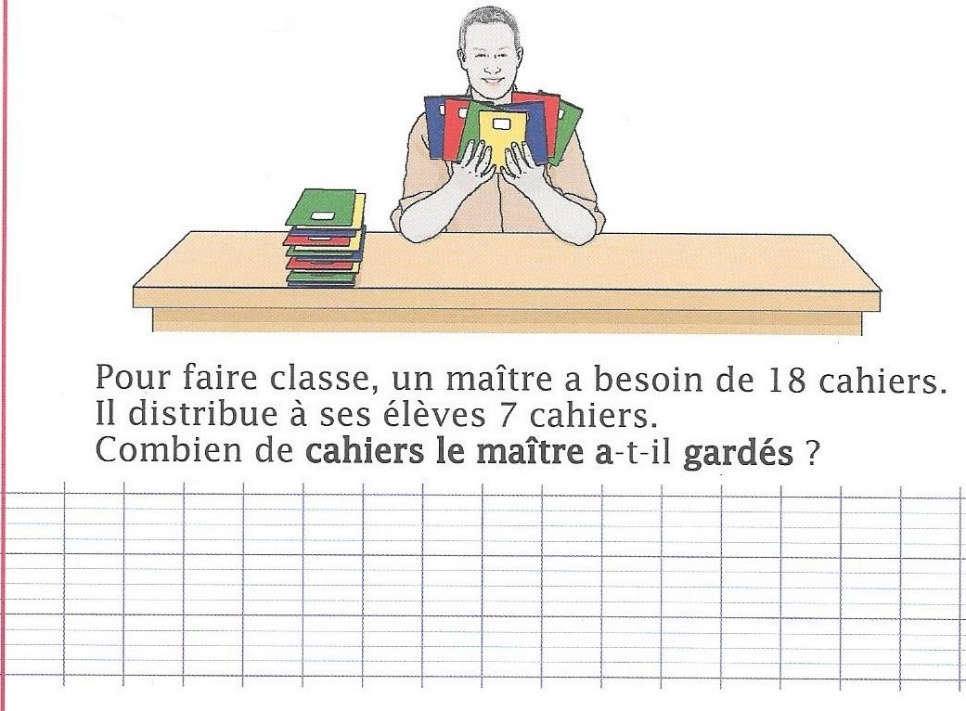 Pour faire classe, un maître a besoin de 18 cahiers.
Il distribue à ses élèves 7 cahiers.
Combien de cahiers le maître a-t-il gardés ?